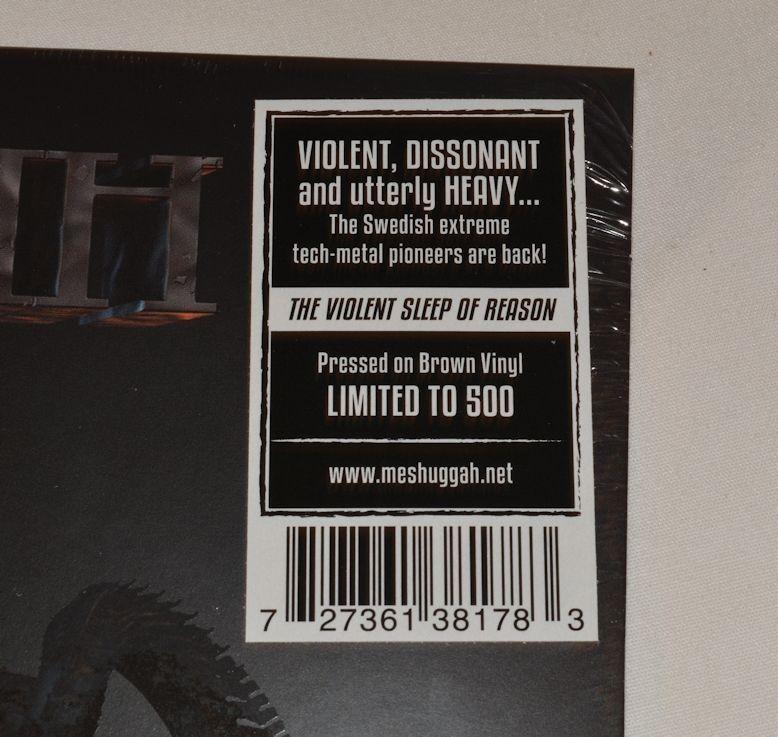 VIOLENT, DISSONANT
and utterly HEAVY...
The Swedish extreme
tech-metal pioneers are back!
THE VIOLENT SLEEP OF REASON
Pressed on Brown Vinyl
LIMITED TO 500
www.meshuggah.net
7 27361 38178 3